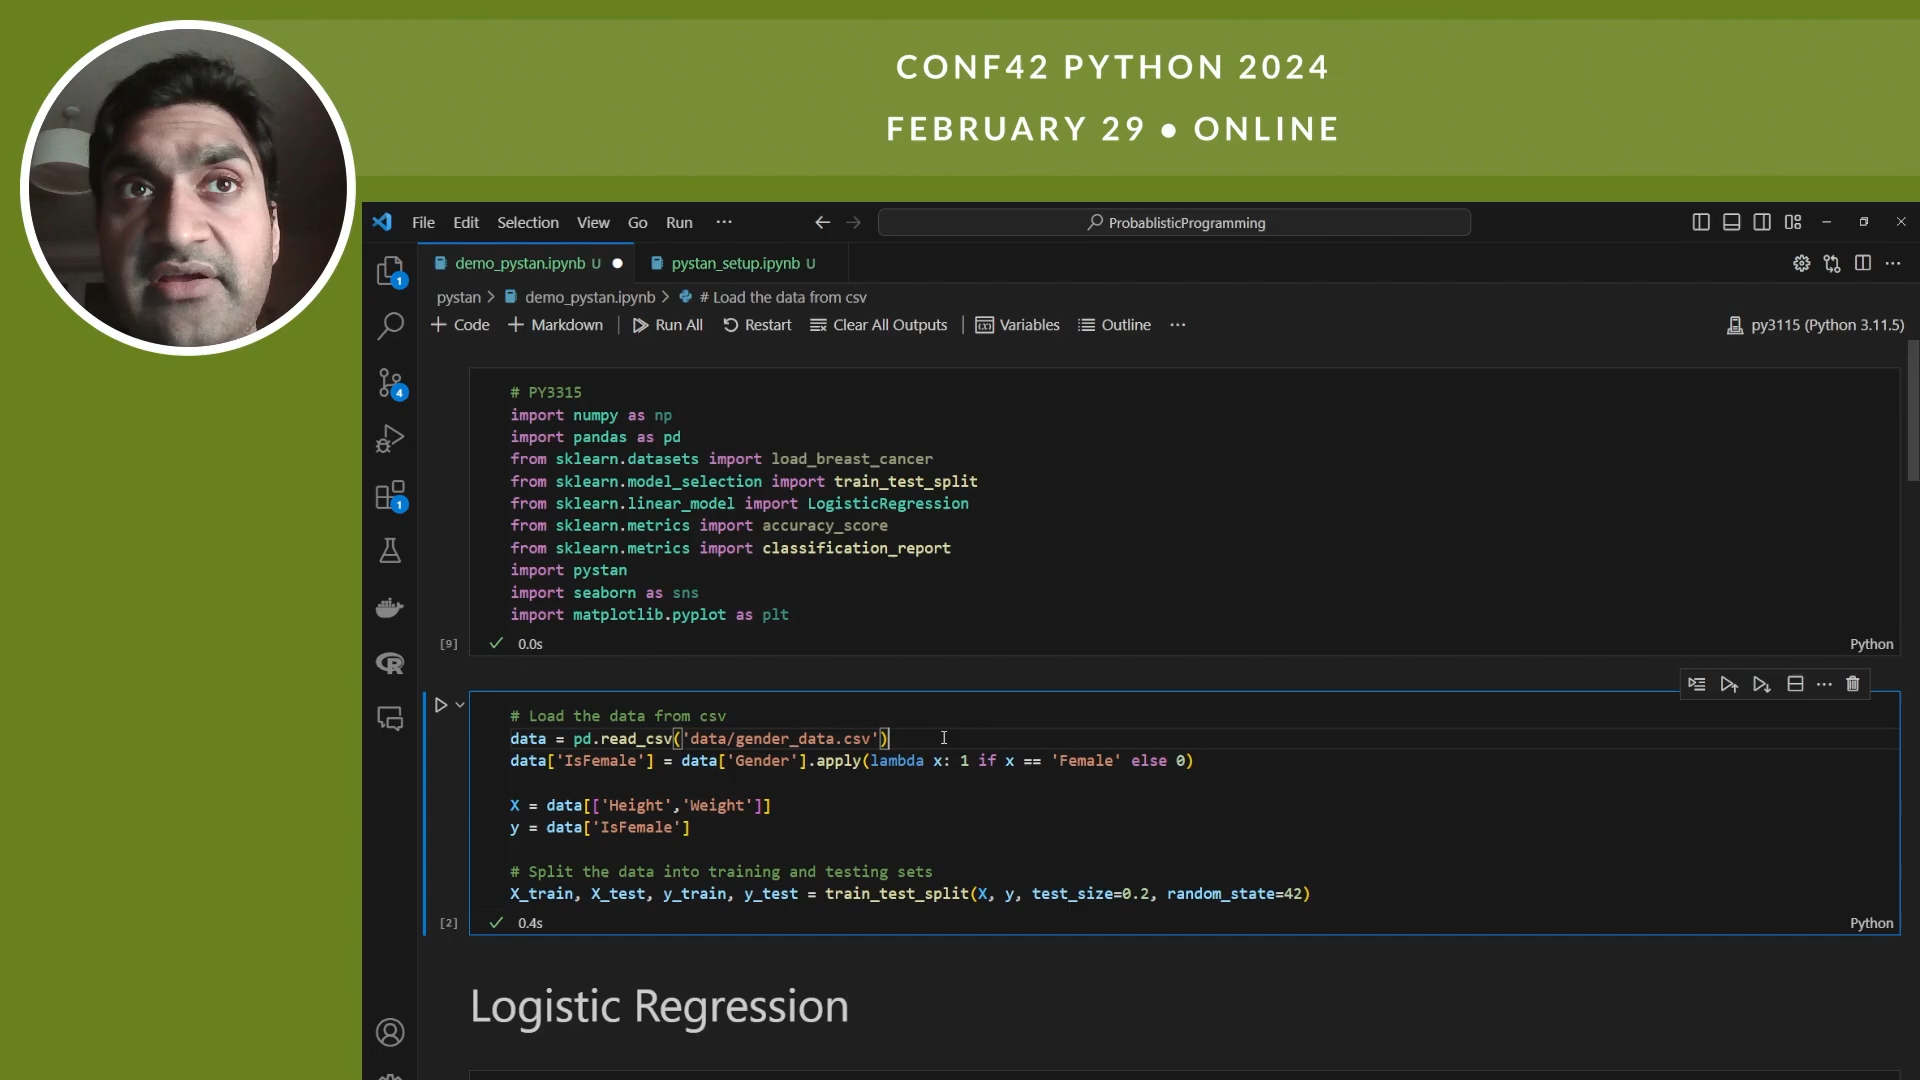 CONF42 PYTHON 2024
FEBRUARY 29 • ONLINE
File Edit Selection View Go Run ··· ProbablisticProgramming
demo_pystan.ipynb U pystan_setup.ipynb U
pystan > demo_pystan.ipynb > # Load the data from csv
+ Code + Markdown | Run All Restart Clear All Outputs | Variables Outline ··· py3115 (Python 3.11.5)
1
4
1
# PY3315
import numpy as np
import pandas as pd
from sklearn.datasets import load_breast_cancer
from sklearn.model_selection import train_test_split
from sklearn.linear_model import LogisticRegression
from sklearn.metrics import accuracy_score
from sklearn.metrics import classification_report
import pystan
import seaborn as sns
import matplotlib.pyplot as plt
[9] 0.0s Python
# Load the data from csv
data = pd.read_csv('data/gender_data.csv')
data['IsFemale'] = data['Gender'].apply(lambda x: 1 if x == 'Female' else 0)
X = data[['Height','Weight']]
y = data['IsFemale']
# Split the data into training and testing sets
X_train, X_test, y_train, y_test = train_test_split(X, y, test_size=0.2, random_state=42)
[2] 0.4s Python
Logistic Regression